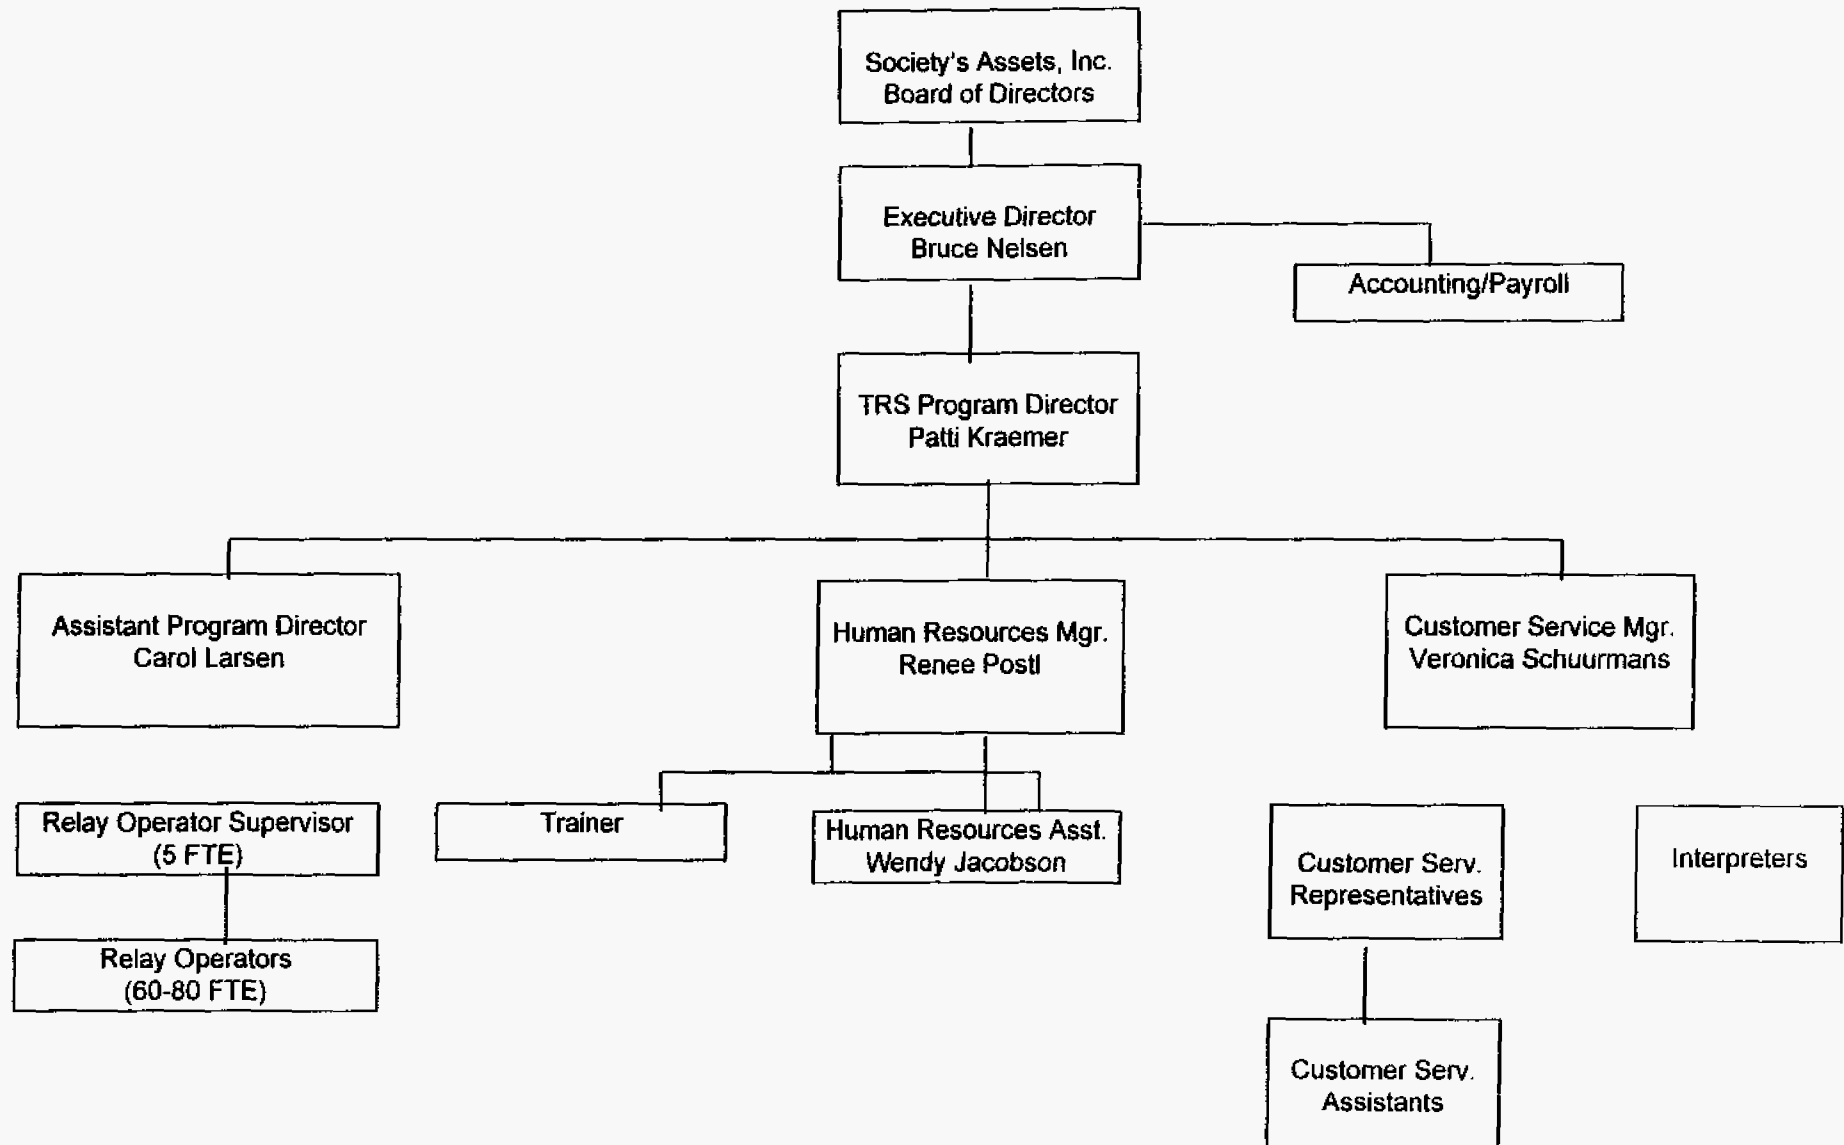 Society's Assets, Inc.
Board of Directors
Executive Director
Bruce Nelsen
Accounting/Payroll
TRS Program Director
Patti Kraemer
Assistant Program Director
Carol Larsen
Human Resources Mgr.
Renee Postl
Customer Service Mgr.
Veronica Schuurmans
Relay Operator Supervisor
(5 FTE)
Trainer
Human Resources Asst.
Wendy Jacobson
Customer Serv.
Representatives
Interpreters
Relay Operators
(60-80 FTE)
Customer Serv.
Assistants